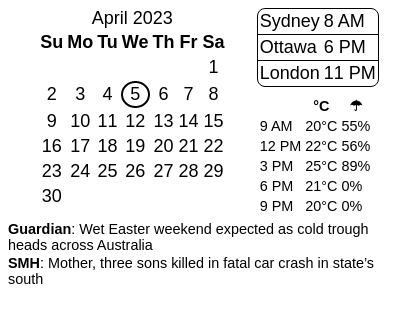 April 2023
Su Mo Tu We Th Fr Sa
1
2 3 4 5 6 7 8
9 10 11 12 13 14 15
16 17 18 19 20 21 22
23 24 25 26 27 28 29
30
Sydney 8 AM
Ottawa 6 PM
London 11 PM
°C ☂
9 AM 20°C 55%
12 PM 22°C 56%
3 PM 25°C 89%
6 PM 21°C 0%
9 PM 20°C 0%
Guardian: Wet Easter weekend expected as cold trough
heads across Australia
SMH: Mother, three sons killed in fatal car crash in state’s
south